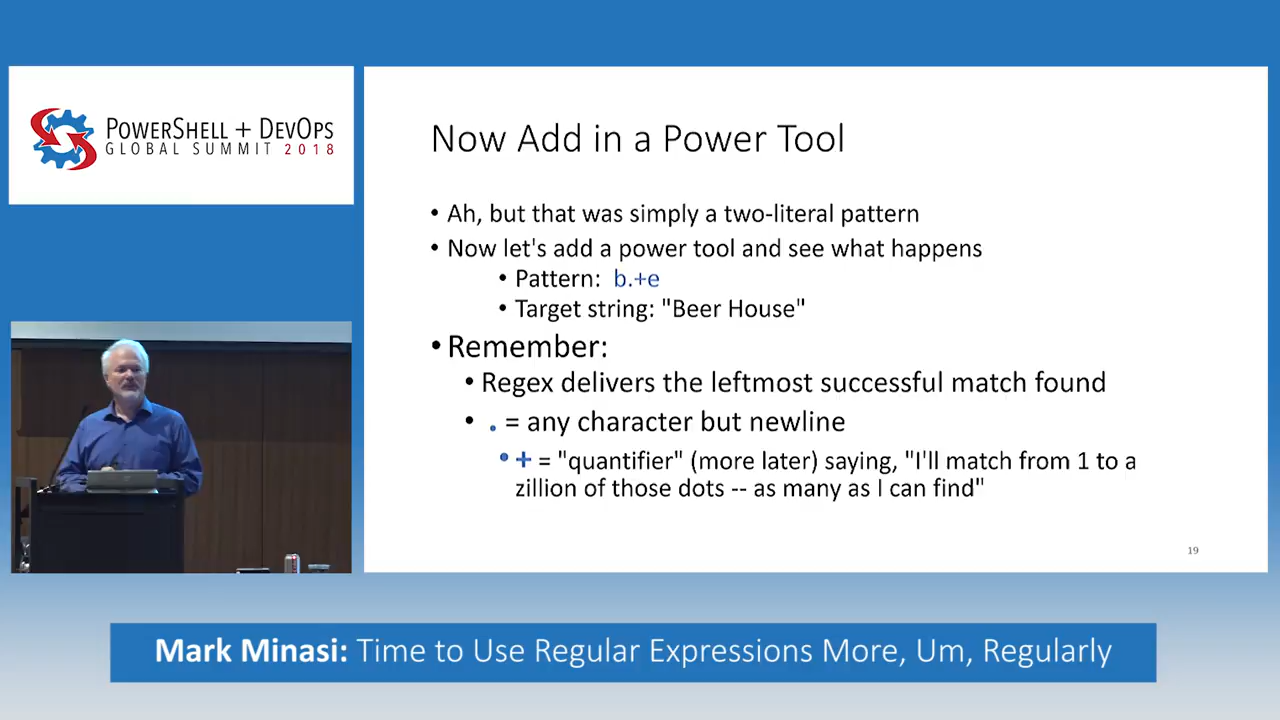 POWERSHELL + DEVOPS
GLOBAL SUMMIT 2018
Now Add in a Power Tool
• Ah, but that was simply a two-literal pattern
• Now let's add a power tool and see what happens
• Pattern: b.+e
• Target string: "Beer House"
• Remember:
• Regex delivers the leftmost successful match found
• . = any character but newline
• + = "quantifier" (more later) saying, "I'll match from 1 to a
zillion of those dots -- as many as I can find"
19
Mark Minasi: Time to Use Regular Expressions More, Um, Regularly